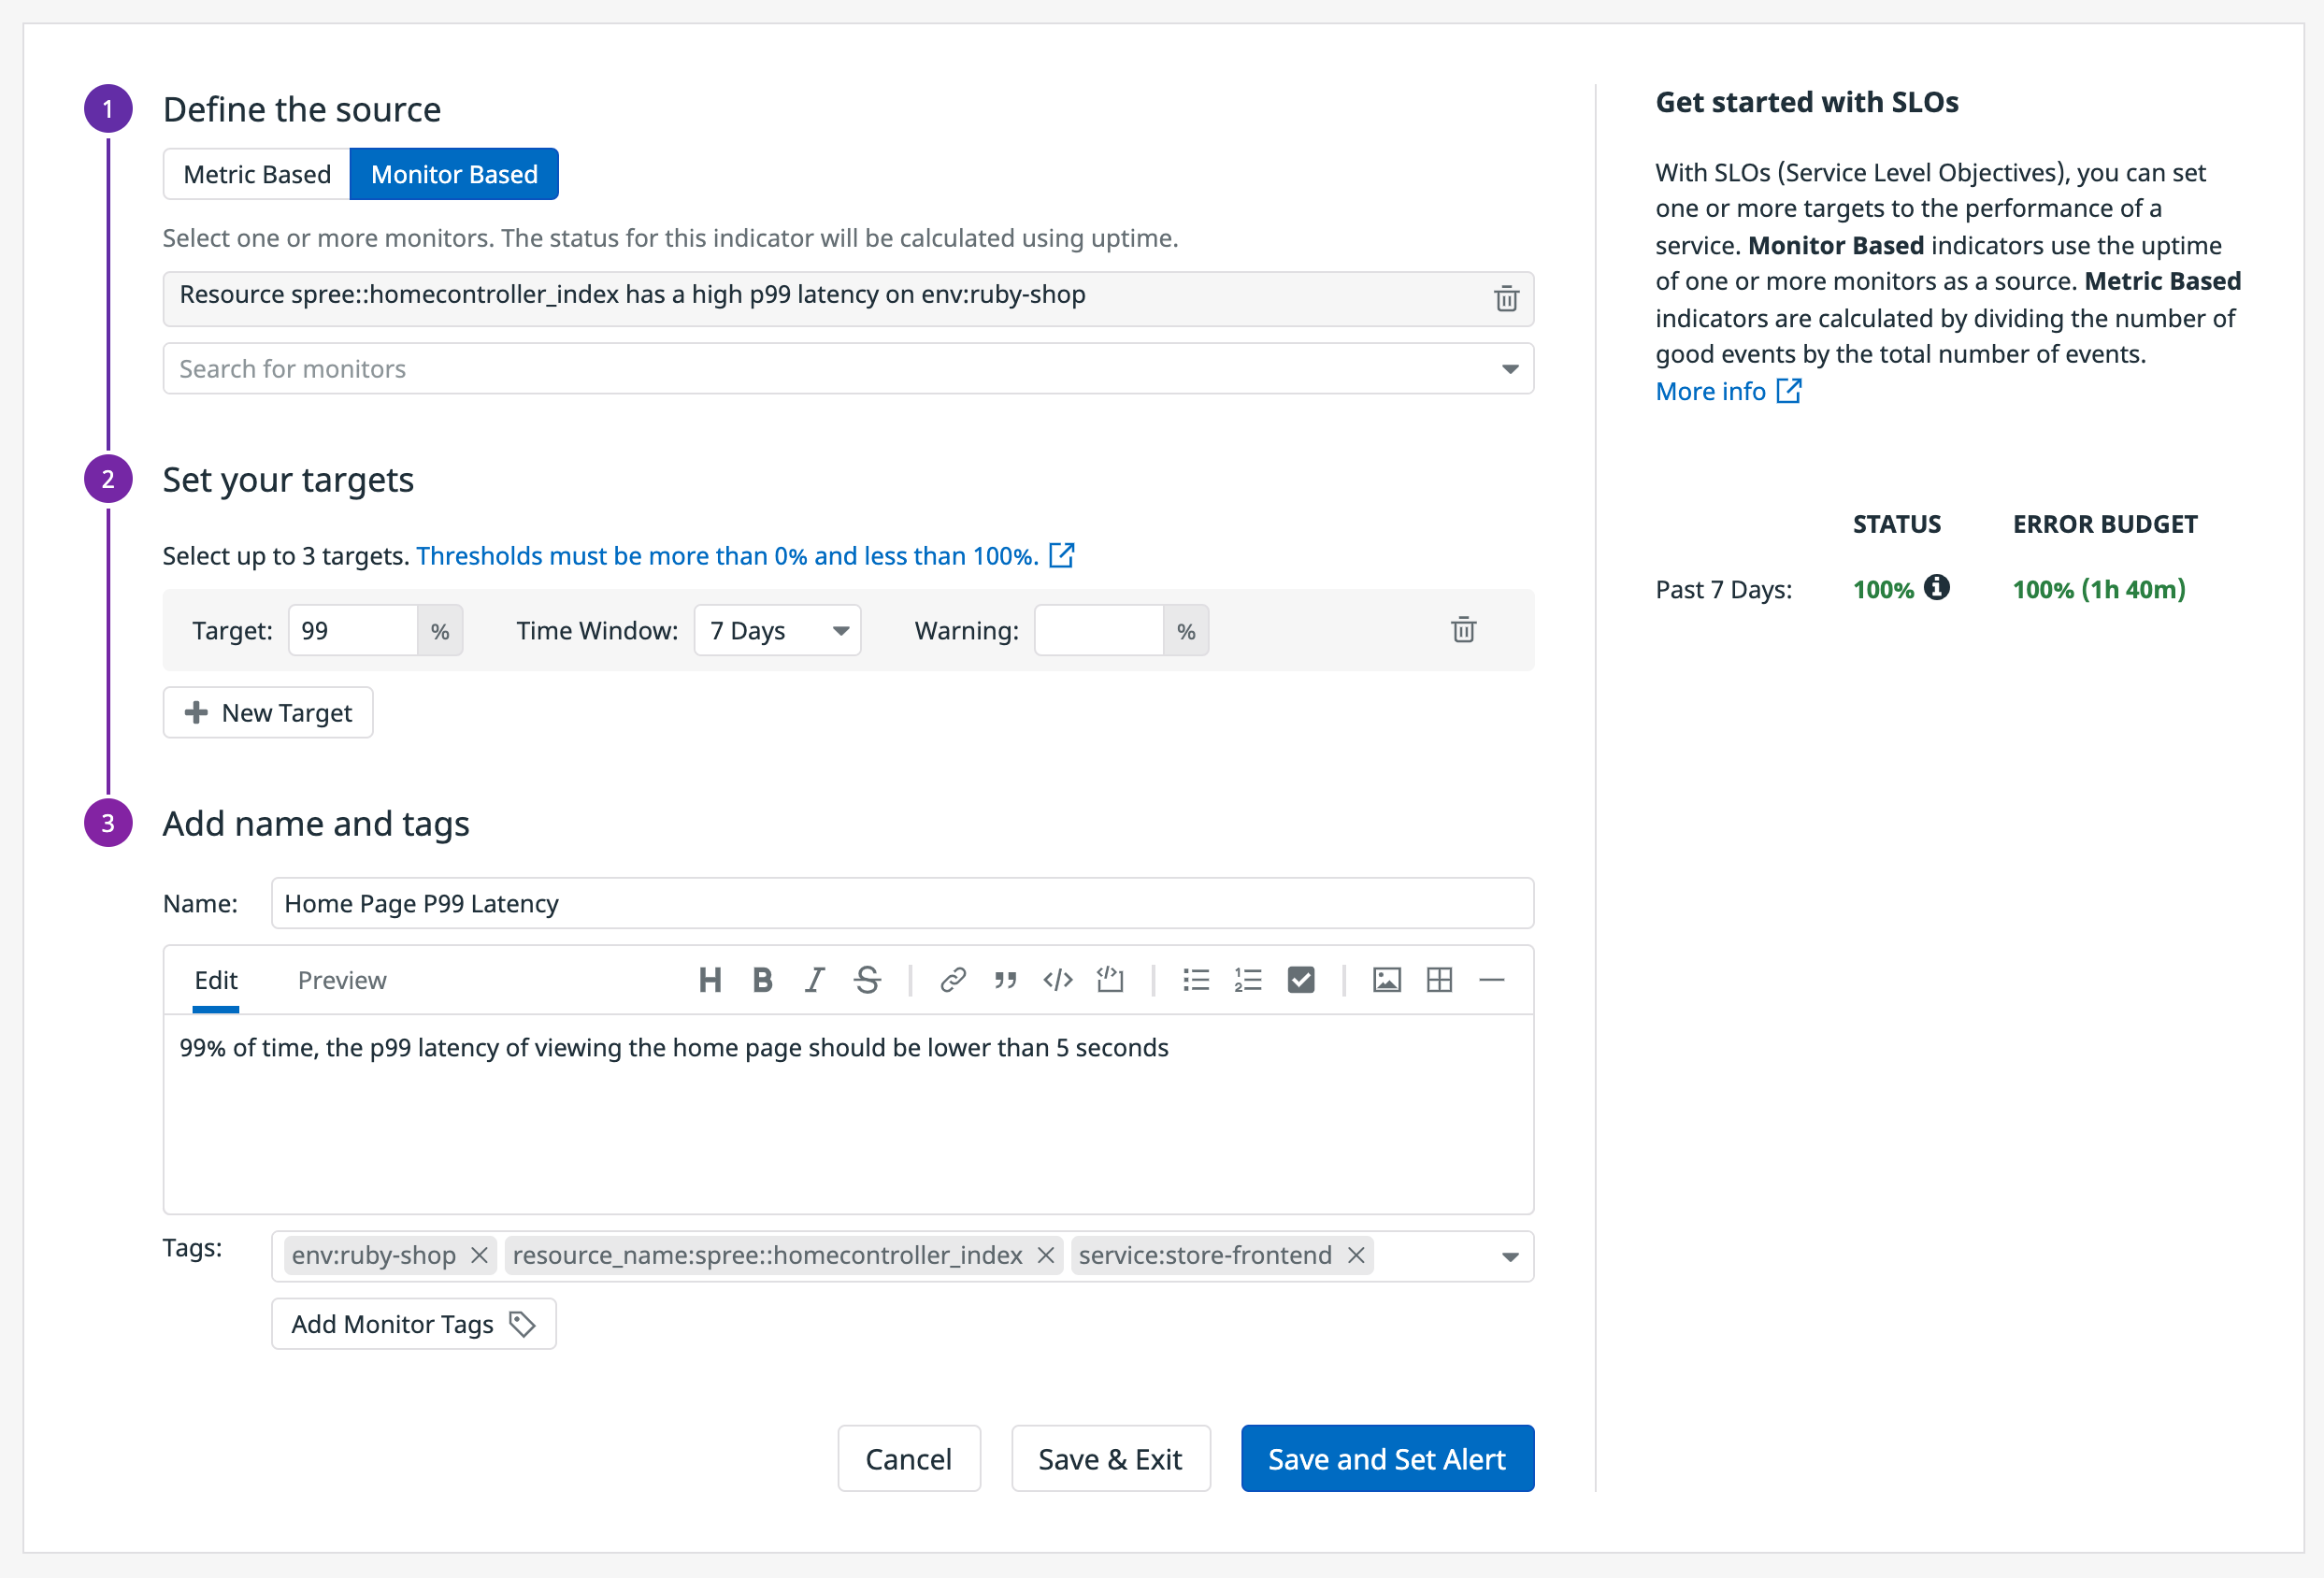 1
Define the source
Metric Based
Monitor Based
Select one or more monitors. The status for this indicator will be calculated using uptime.
Resource spree::homecontroller_index has a high p99 latency on env:ruby-shop
Search for monitors
2
Set your targets
Select up to 3 targets. Thresholds must be more than 0% and less than 100%.
Target: 99 % Time Window: 7 Days Warning: %
New Target
3
Add name and tags
Name: Home Page P99 Latency
Edit Preview
99% of time, the p99 latency of viewing the home page should be lower than 5 seconds
Tags: env:ruby-shop resource_name:spree::homecontroller_index service:store-frontend
Add Monitor Tags
Cancel Save & Exit Save and Set Alert
Get started with SLOs
With SLOs (Service Level Objectives), you can set
one or more targets to the performance of a
service. Monitor Based indicators use the uptime
of one or more monitors as a source. Metric Based
indicators are calculated by dividing the number of
good events by the total number of events.
More info
STATUS ERROR BUDGET
Past 7 Days: 100% 100% (1h 40m)